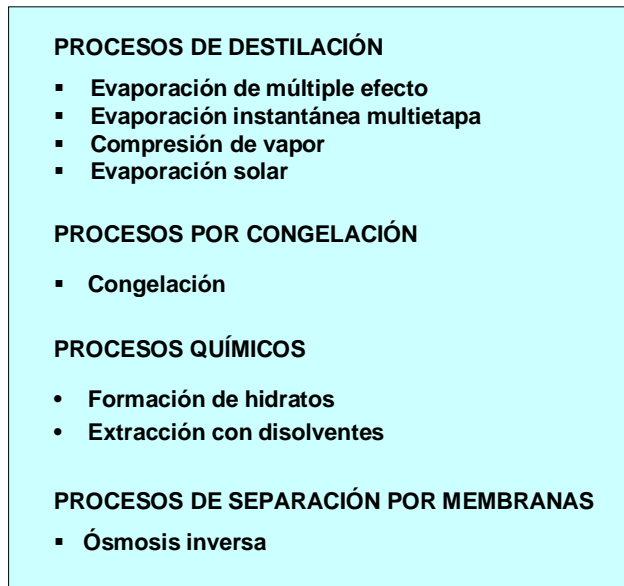 PROCESOS DE DESTILACIÓN
▪ Evaporación de múltiple efecto
▪ Evaporación instantánea multietapa
▪ Compresión de vapor
▪ Evaporación solar
PROCESOS POR CONGELACIÓN
▪ Congelación
PROCESOS QUÍMICOS
• Formación de hidratos
• Extracción con disolventes
PROCESOS DE SEPARACIÓN POR MEMBRANAS
▪ Ósmosis inversa